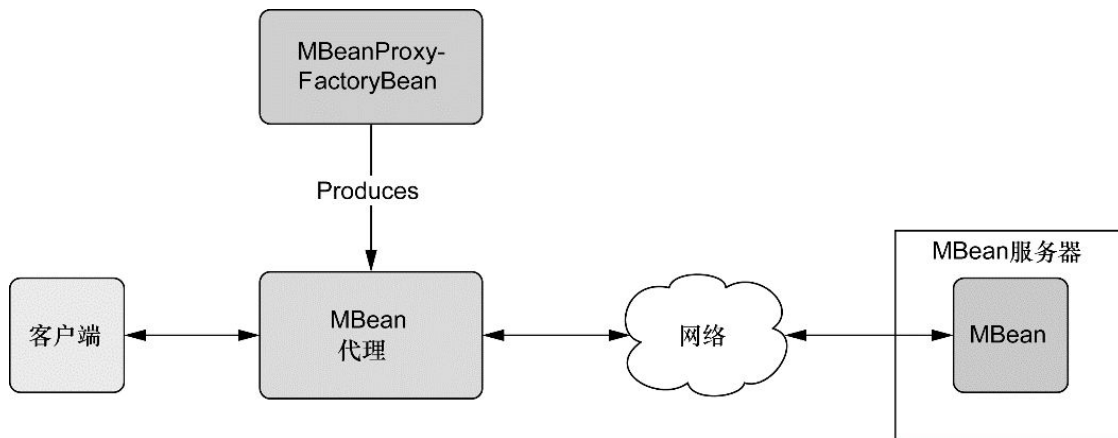 MBeanProxy-
FactoryBean
Produces
MBean服务器
客户端
MBean
代理
网络
MBean